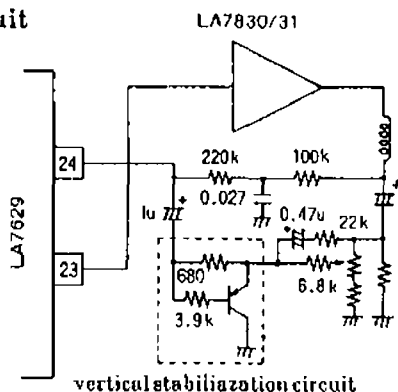 uit
LA7830/31
LA7629
24
23
220k
100k
0.027
Iu
0.47u
22k
680
6.8k
3.9k
vertical stabiliazation circuit